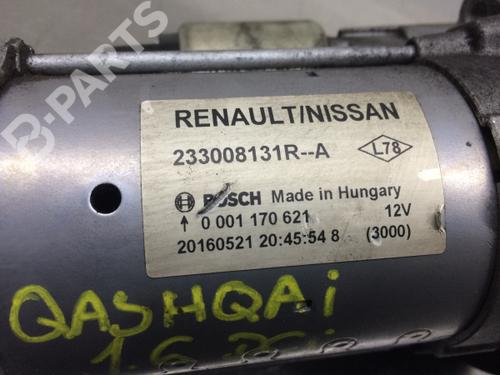 B-PARTS
RENAULT/NISSAN
233008131R--A
L78
BOSCH Made in Hungary
0 001 170 621 12V
20160521 20:45:54 8 (3000)
QASHQAi
1.6 DCi